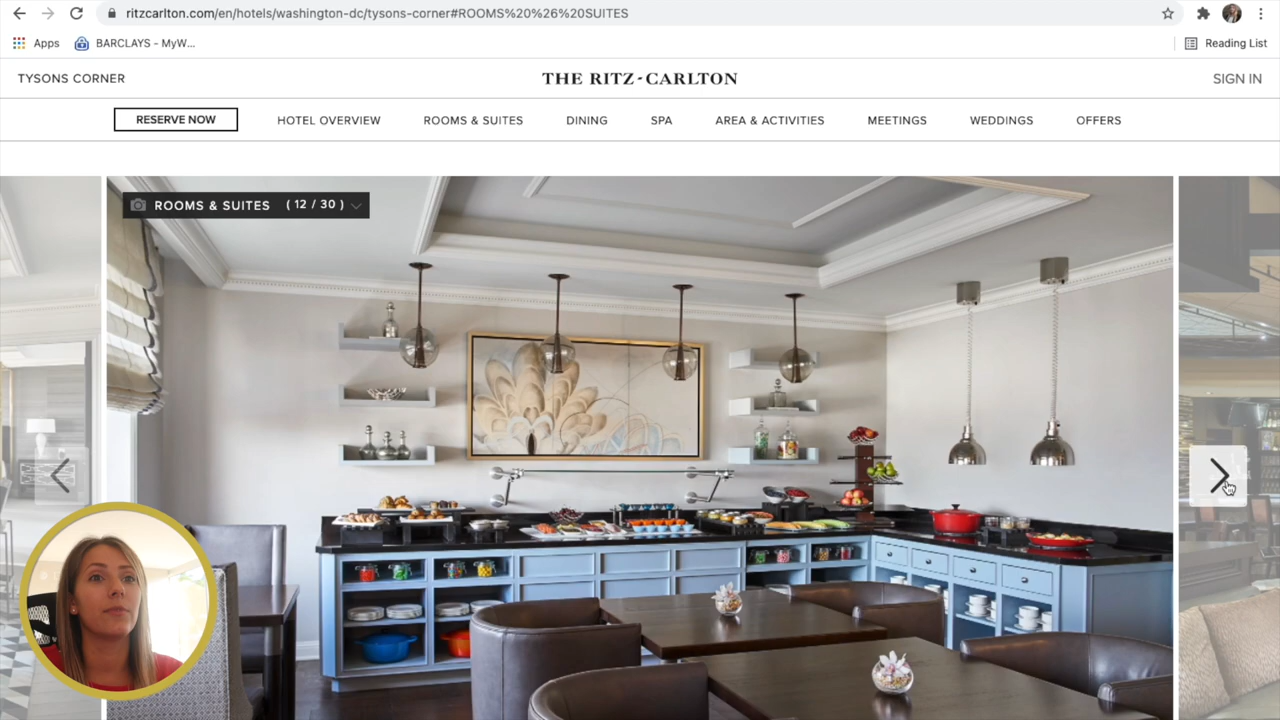 ritzcarlton.com/en/hotels/washington-dc/tysons-corner#ROOMS%20%26%20SUITES
Apps
BARCLAYS - MyW...
Reading List
TYSONS CORNER
THE RITZ-CARLTON
SIGN IN
RESERVE NOW
HOTEL OVERVIEW
ROOMS & SUITES
DINING
SPA
AREA & ACTIVITIES
MEETINGS
WEDDINGS
OFFERS
ROOMS & SUITES ( 12 / 30 )